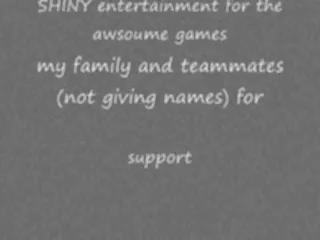 SHINY entertainment for the
awsoume games
my family and teammates
(not giving names) for
support